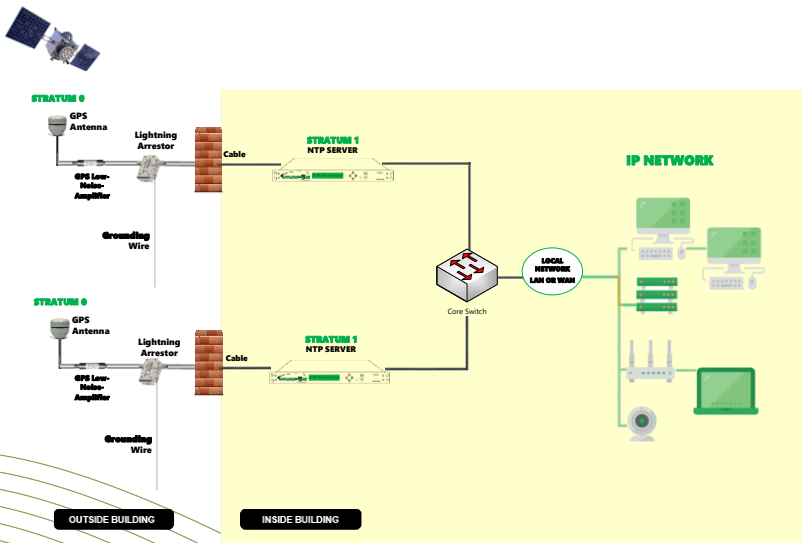 STRATUM 0
GPS
Antenna
Lightning
Arrestor
GPS Low-
Noise-
Amplifier
Grounding
Wire
Cable
STRATUM 1
NTP SERVER
IP NETWORK
LOCAL
NETWORK
LAN OR WAN
Core Switch
STRATUM 0
GPS
Antenna
Lightning
Arrestor
GPS Low-
Noise-
Amplifier
Grounding
Wire
Cable
STRATUM 1
NTP SERVER
OUTSIDE BUILDING
INSIDE BUILDING